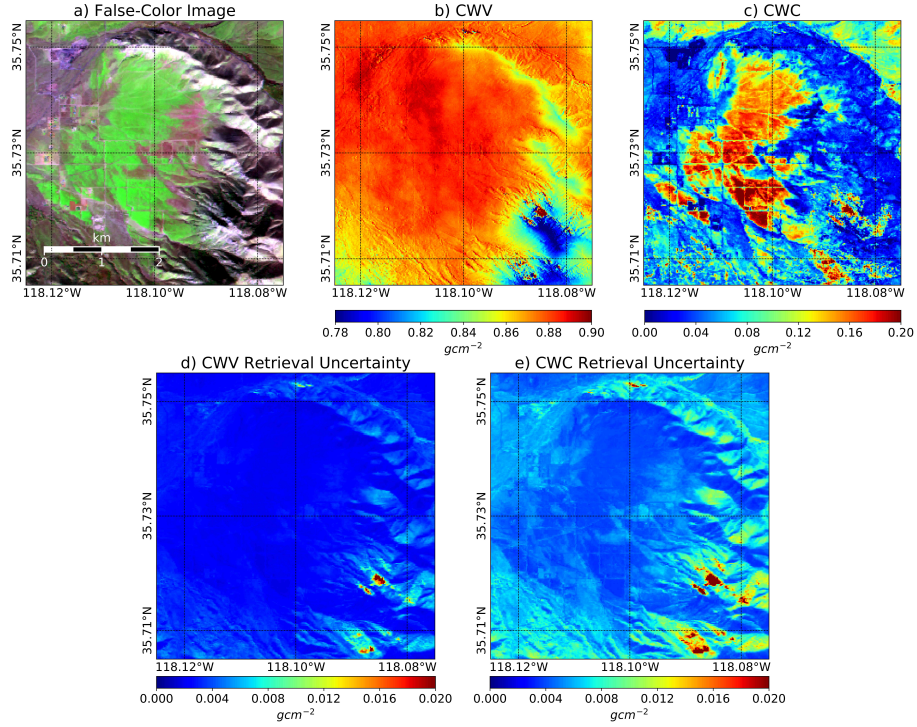 a) False-Color Image
b) CWV
c) CWC
35.75°N
35.73°N
35.71°N
km
0 1 2
118.12°W 118.10°W 118.08°W
35.75°N
35.73°N
35.71°N
118.12°W 118.10°W 118.08°W
0.78 0.80 0.82 0.84 0.86 0.88 0.90
gcm⁻²
35.75°N
35.73°N
35.71°N
118.12°W 118.10°W 118.08°W
0.00 0.04 0.08 0.12 0.16 0.20
gcm⁻²
d) CWV Retrieval Uncertainty
e) CWC Retrieval Uncertainty
35.75°N
35.73°N
35.71°N
118.12°W 118.10°W 118.08°W
0.000 0.004 0.008 0.012 0.016 0.020
gcm⁻²
35.75°N
35.73°N
35.71°N
118.12°W 118.10°W 118.08°W
0.000 0.004 0.008 0.012 0.016 0.020
gcm⁻²